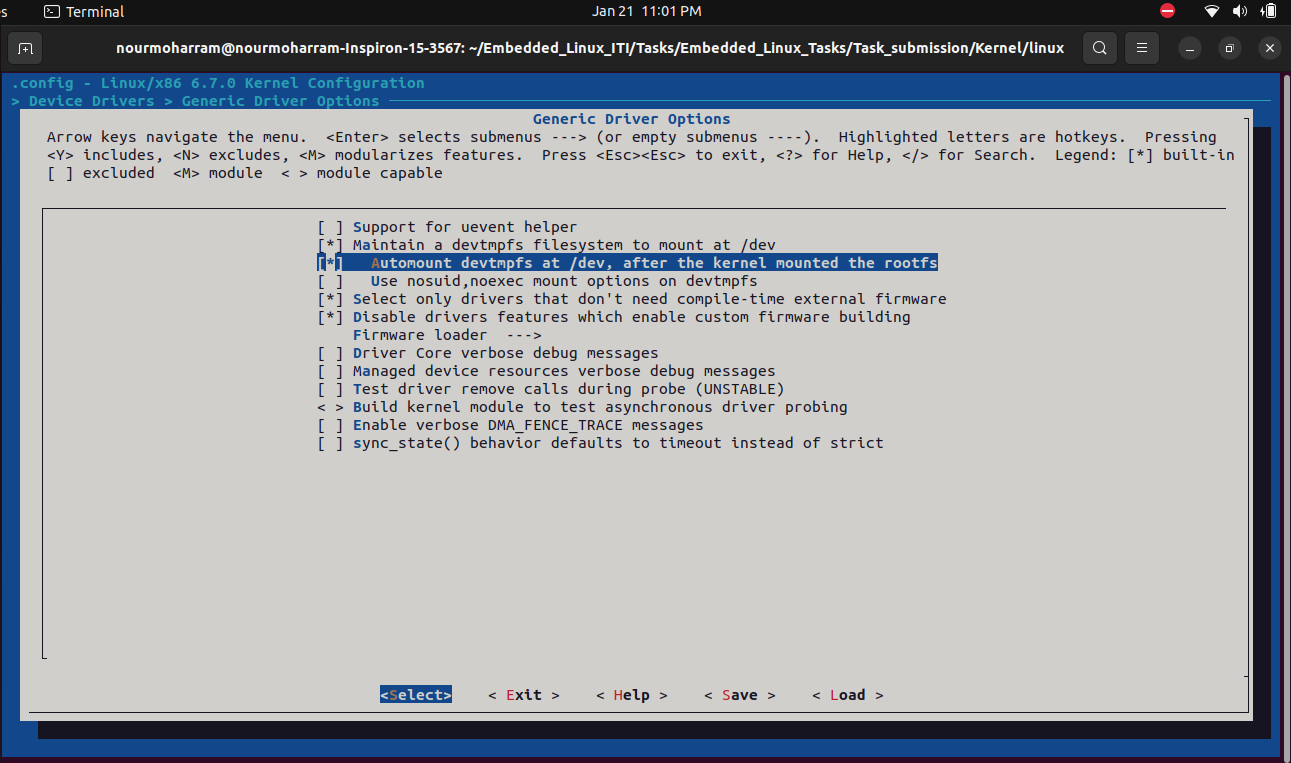 s Terminal Jan 21 11:01 PM
nourmoharram@nourmoharram-Inspiron-15-3567: ~/Embedded_Linux_ITI/Tasks/Embedded_Linux_Tasks/Task_submission/Kernel/linux
.config - Linux/x86 6.7.0 Kernel Configuration
> Device Drivers > Generic Driver Options
Generic Driver Options
Arrow keys navigate the menu.  <Enter> selects submenus ---> (or empty submenus ----).  Highlighted letters are hotkeys.  Pressing
<Y> includes, <N> excludes, <M> modularizes features.  Press <Esc><Esc> to exit, <?> for Help, </> for Search.  Legend: [*] built-in
[ ] excluded  <M> module  < > module capable
[ ] Support for uevent helper
[*] Maintain a devtmpfs filesystem to mount at /dev
[*]   Automount devtmpfs at /dev, after the kernel mounted the rootfs
[ ]   Use nosuid,noexec mount options on devtmpfs
[*] Select only drivers that don't need compile-time external firmware
[*] Disable drivers features which enable custom firmware building
Firmware loader  --->
[ ] Driver Core verbose debug messages
[ ] Managed device resources verbose debug messages
[ ] Test driver remove calls during probe (UNSTABLE)
< > Build kernel module to test asynchronous driver probing
[ ] Enable verbose DMA_FENCE_TRACE messages
[ ] sync_state() behavior defaults to timeout instead of strict
<Select>    < Exit >    < Help >    < Save >    < Load >